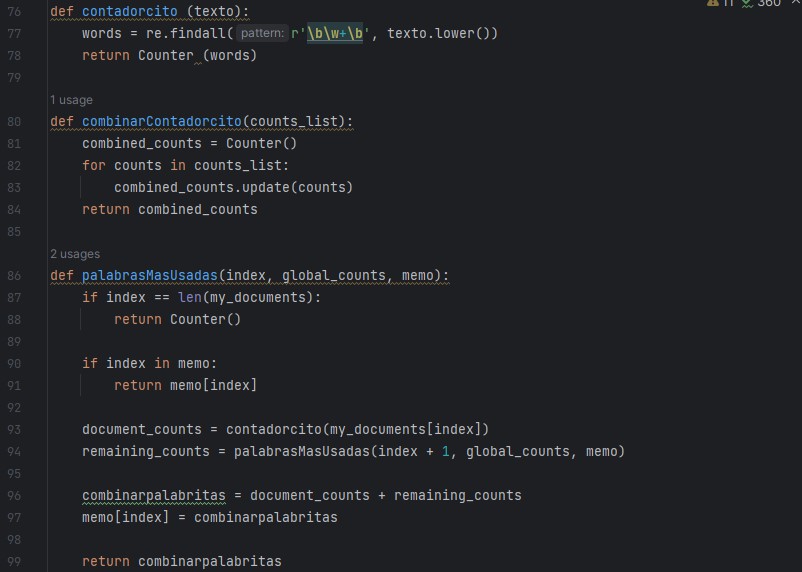 11 360
76 def contadorcito (texto):
77 words = re.findall( pattern: r'\b\w+\b', texto.lower())
78 return Counter (words)
79
1 usage
80 def combinarContadorcito(counts_list):
81 combined_counts = Counter()
82 for counts in counts_list:
83 combined_counts.update(counts)
84 return combined_counts
85
2 usages
86 def palabrasMasUsadas(index, global_counts, memo):
87 if index == len(my_documents):
88 return Counter()
89
90 if index in memo:
91 return memo[index]
92
93 document_counts = contadorcito(my_documents[index])
94 remaining_counts = palabrasMasUsadas(index + 1, global_counts, memo)
95
96 combinarpalabritas = document_counts + remaining_counts
97 memo[index] = combinarpalabritas
98
99 return combinarpalabritas